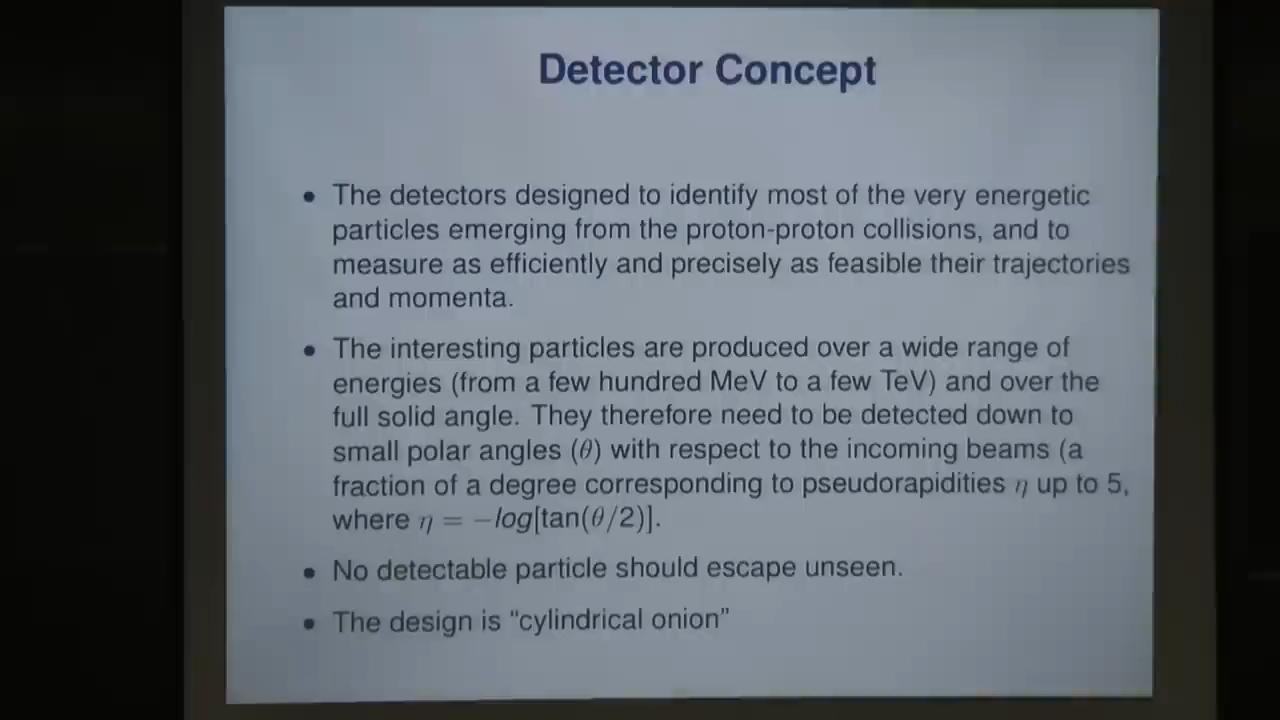 Detector Concept
• The detectors designed to identify most of the very energetic
particles emerging from the proton-proton collisions, and to
measure as efficiently and precisely as feasible their trajectories
and momenta.
• The interesting particles are produced over a wide range of
energies (from a few hundred MeV to a few TeV) and over the
full solid angle. They therefore need to be detected down to
small polar angles (θ) with respect to the incoming beams (a
fraction of a degree corresponding to pseudorapidities η up to 5,
where η = −log[tan(θ/2)].
• No detectable particle should escape unseen.
• The design is “cylindrical onion”